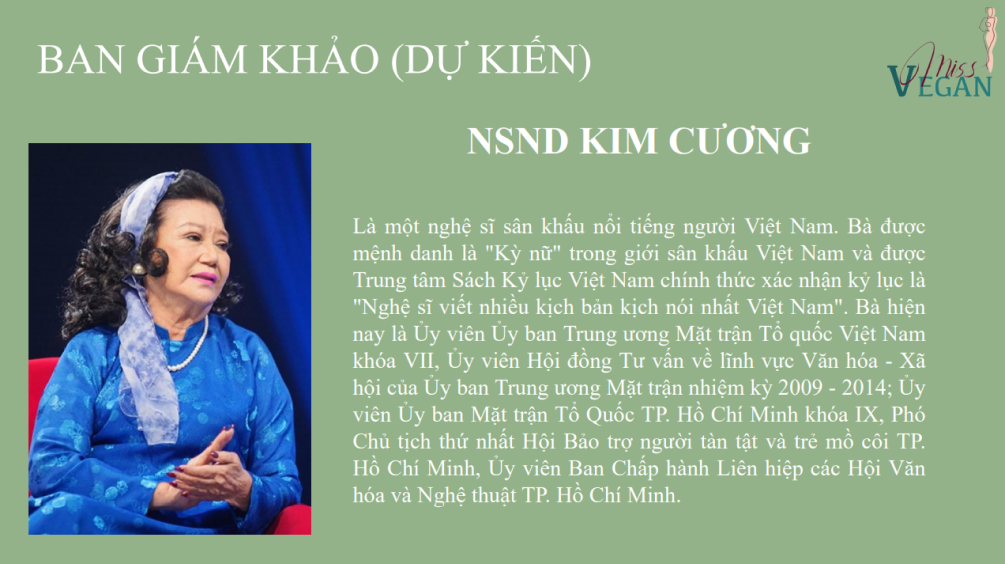 BAN GIÁM KHẢO (DỰ KIẾN)
Miss
VEGAN
NSND KIM CƯƠNG
Là một nghệ sĩ sân khấu nổi tiếng người Việt Nam. Bà được
mệnh danh là "Kỳ nữ" trong giới sân khấu Việt Nam và được
Trung tâm Sách Kỷ lục Việt Nam chính thức xác nhận kỷ lục là
"Nghệ sĩ viết nhiều kịch bản kịch nói nhất Việt Nam". Bà hiện
nay là Ủy viên Ủy ban Trung ương Mặt trận Tổ quốc Việt Nam
khóa VII, Ủy viên Hội đồng Tư vấn về lĩnh vực Văn hóa - Xã
hội của Ủy ban Trung ương Mặt trận nhiệm kỳ 2009 - 2014; Ủy
viên Ủy ban Mặt trận Tổ Quốc TP. Hồ Chí Minh khóa IX, Phó
Chủ tịch thứ nhất Hội Bảo trợ người tàn tật và trẻ mồ côi TP.
Hồ Chí Minh, Ủy viên Ban Chấp hành Liên hiệp các Hội Văn
hóa và Nghệ thuật TP. Hồ Chí Minh.